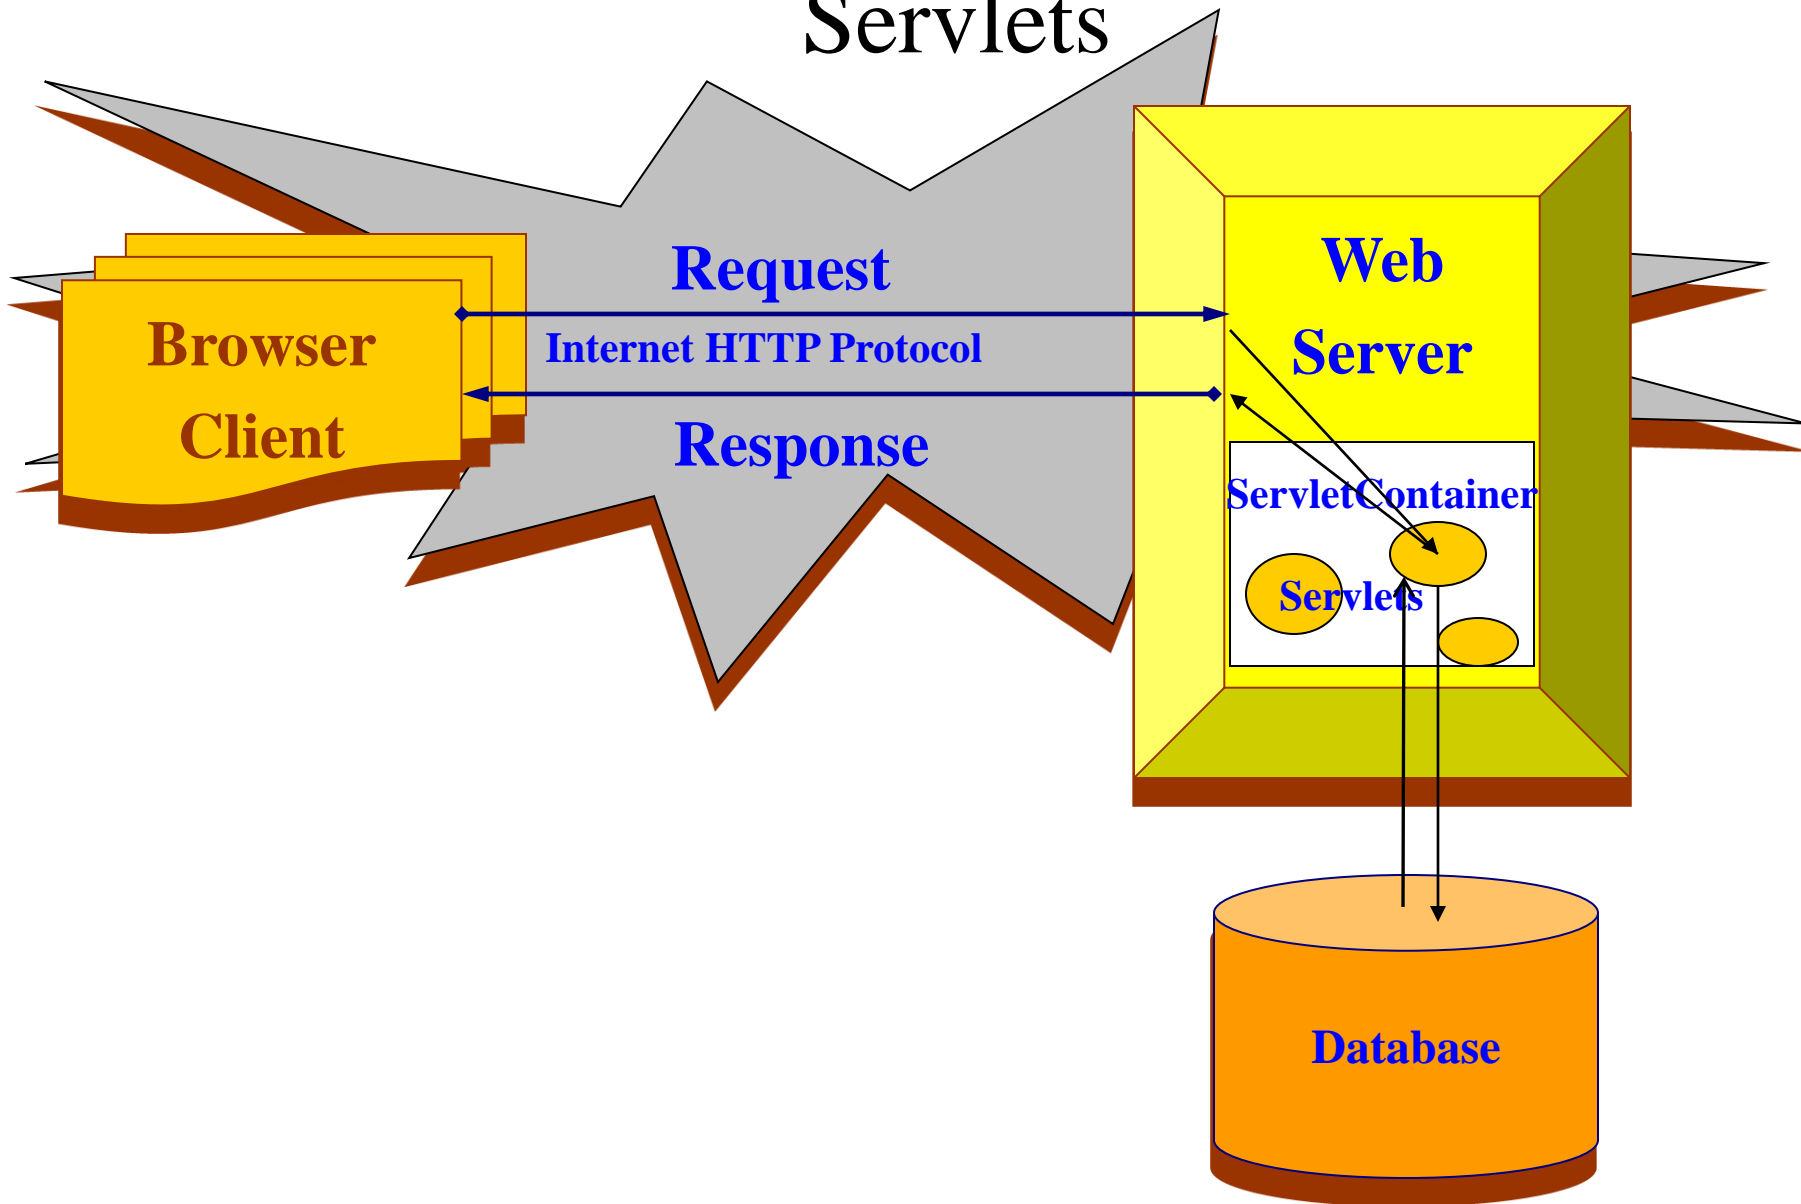 Servlets
Request
Internet HTTP Protocol
Response
Browser
Client
Web
Server
ServletContainer
Servlets
Database